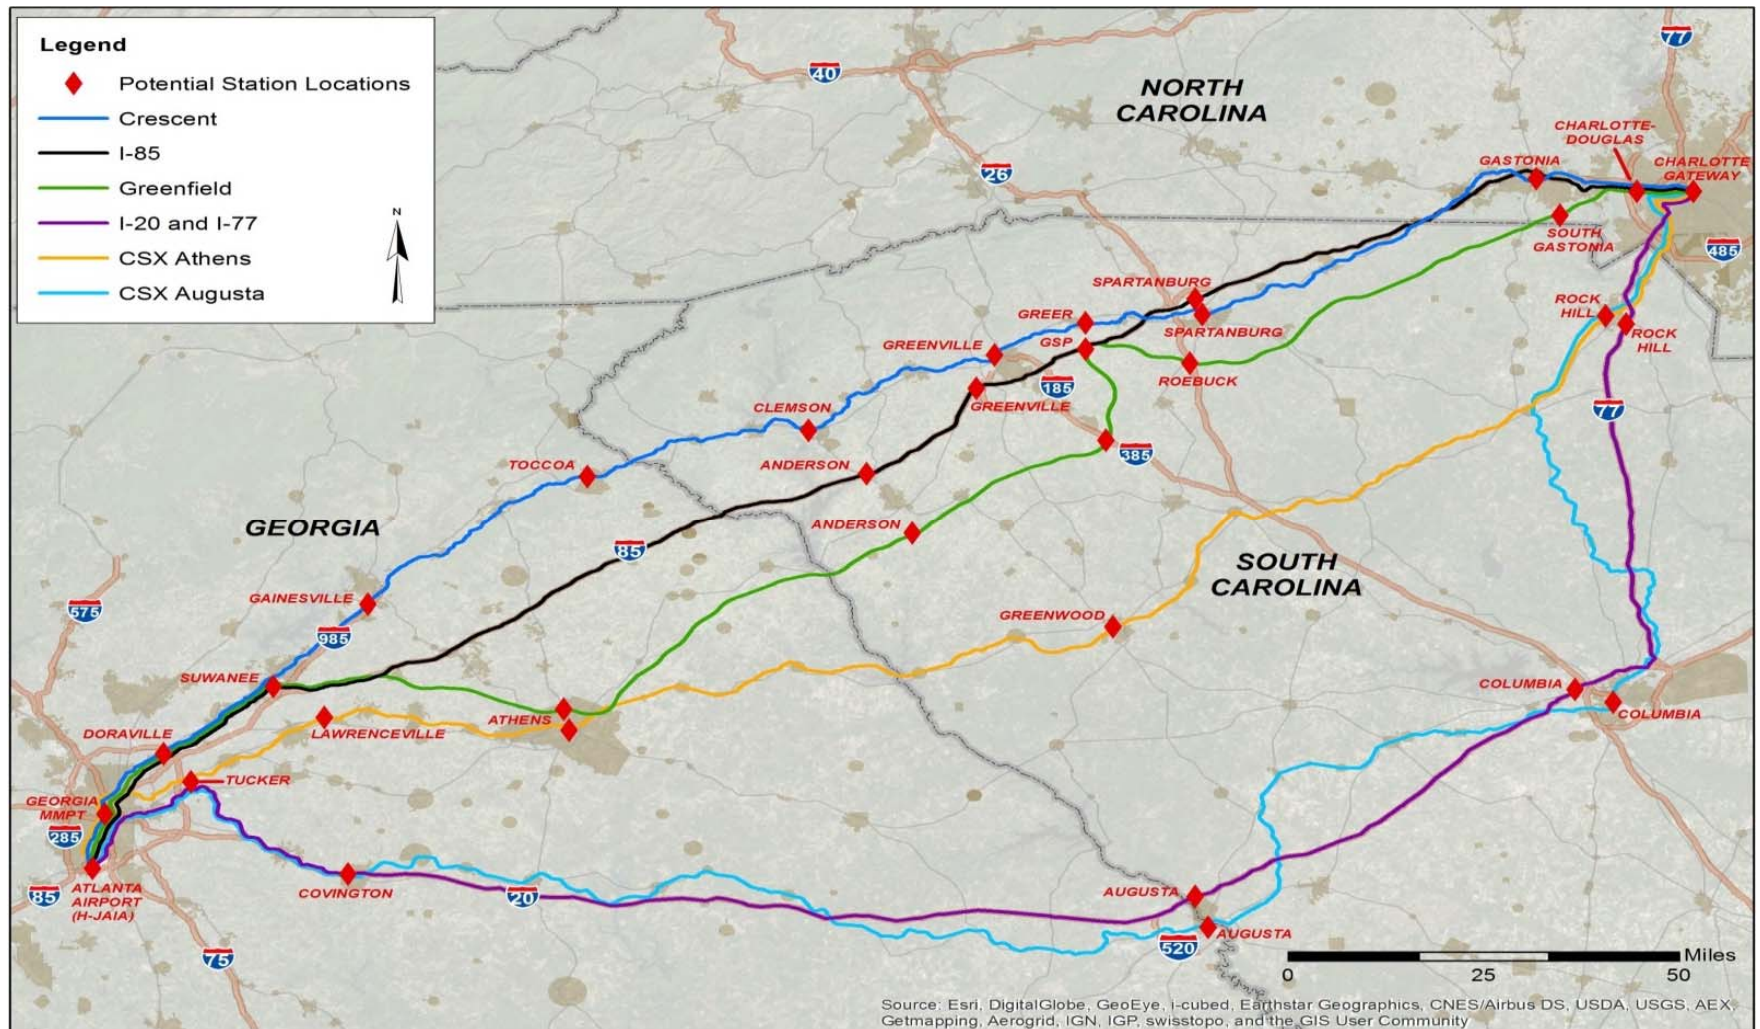 Legend
Potential Station Locations
Crescent
I-85
Greenfield
I-20 and I-77
CSX Athens
CSX Augusta
N
77
40
NORTH
CAROLINA
CHARLOTTE-
DOUGLAS
26
GASTONIA
CHARLOTTE
GATEWAY
SOUTH
GASTONIA
485
SPARTANBURG
ROCK
HILL
GREER
SPARTANBURG
ROCK
HILL
GREENVILLE
GSP
ROEBUCK
185
GREENVILLE
CLEMSON
77
385
TOCCOA
ANDERSON
GEORGIA
ANDERSON
85
SOUTH
CAROLINA
GAINESVILLE
575
985
GREENWOOD
SUWANEE
COLUMBIA
ATHENS
COLUMBIA
DORAVILLE
LAWRENCEVILLE
TUCKER
GEORGIA
MMPT
285
ATLANTA
AIRPORT
(H-JAIA)
85
COVINGTON
20
AUGUSTA
AUGUSTA
520
75
Miles
0 25 50
Source: Esri, DigitalGlobe, GeoEye, i-cubed, Earthstar Geographics, CNES/Airbus DS, USDA, USGS, AEX,
Getmapping, Aerogrid, IGN, IGP, swisstopo, and the GIS User Community